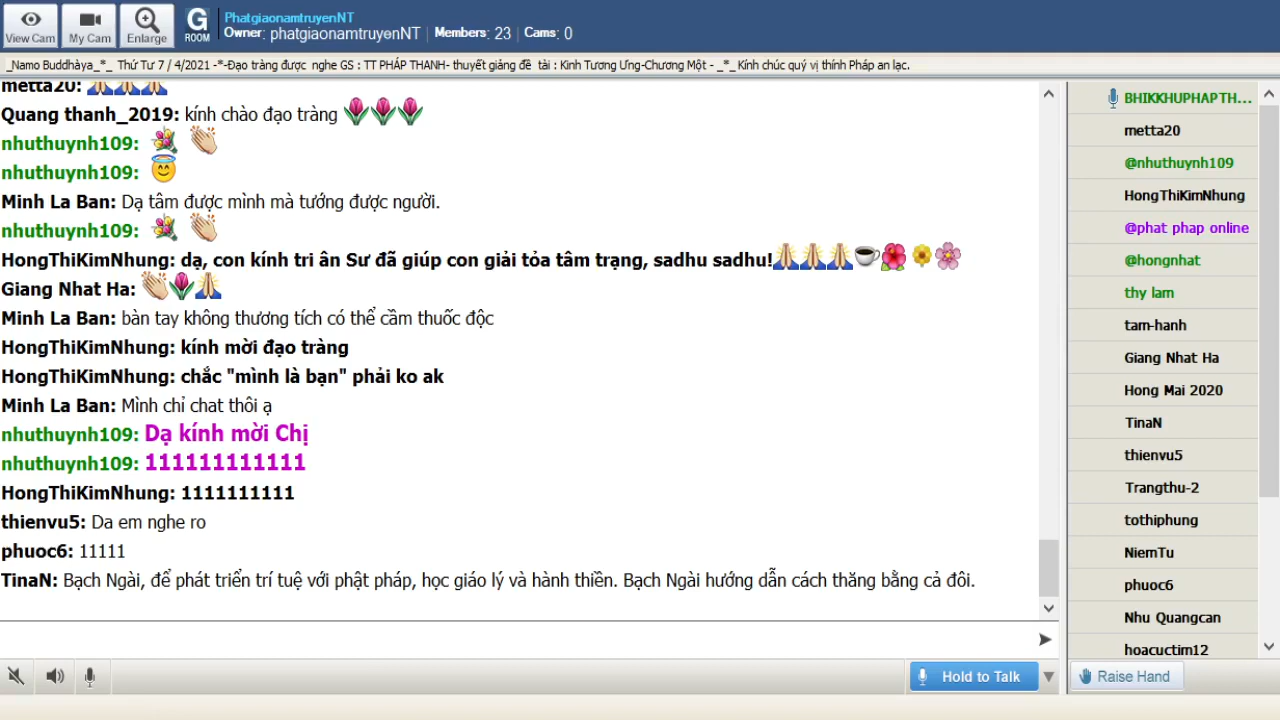 View Cam
My Cam
Enlarge
G
ROOM
PhatgiaonamtruyenNT
Owner: phatgiaonamtruyenNT | Members: 23 | Cams: 0
_Namo Buddhàya_*_ Thứ Tư 7 / 4/2021 -*-Đạo tràng được nghe GS : TT PHÁP THANH- thuyết giảng đề tài : Kinh Tương Ưng-Chương Một - _*_Kính chúc quý vị thính Pháp an lạc.
metta20: 🙏🙏🙏
Quang thanh_2019: kính chào đạo tràng 🌷🌷🌷
nhuthuynh109: 💐 👏
nhuthuynh109: 😇
Minh La Ban: Dạ tâm được mình mà tướng được người.
nhuthuynh109: 💐 👏
HongThiKimNhung: dạ, con kính tri ân Sư đã giúp con giải tỏa tâm trạng, sadhu sadhu!🙏🙏🙏☕🌺🌻🌸
Giang Nhat Ha: 👏🌷🙏
Minh La Ban: bàn tay không thương tích có thể cầm thuốc độc
HongThiKimNhung: kính mời đạo tràng
HongThiKimNhung: chắc "mình là bạn" phải ko ak
Minh La Ban: Mình chỉ chat thôi ạ
nhuthuynh109: Dạ kính mời Chị
nhuthuynh109: 111111111111
HongThiKimNhung: 1111111111
thienvu5: Da em nghe ro
phuoc6: 11111
TinaN: Bạch Ngài, để phát triển trí tuệ với phật pháp, học giáo lý và hành thiền. Bạch Ngài hướng dẫn cách thăng bằng cả đôi.
Hold to Talk
BHIKKHUPHAPTH...
metta20
@nhuthuynh109
HongThiKimNhung
@phat phap online
@hongnhat
thy lam
tam-hanh
Giang Nhat Ha
Hong Mai 2020
TinaN
thienvu5
Trangthu-2
tothiphung
NiemTu
phuoc6
Nhu Quangcan
hoacuctim12
Raise Hand